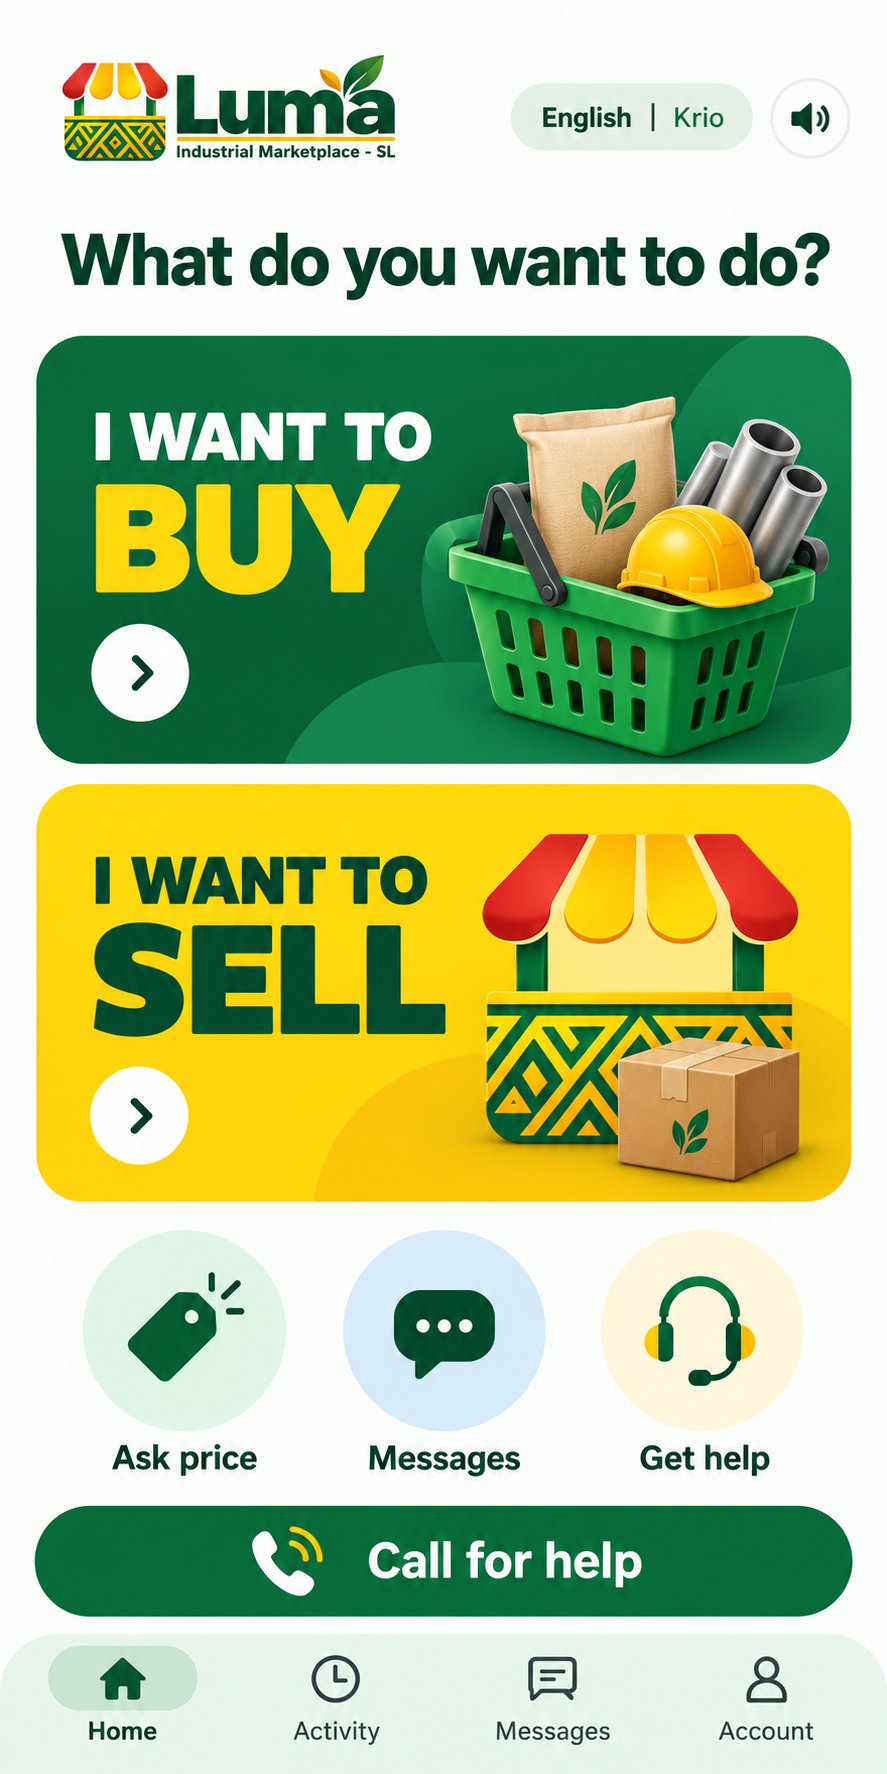 Luma
Industrial Marketplace - SL
English | Krio
What do you want to do?
I WANT TO
BUY
I WANT TO
SELL
Ask price
Messages
Get help
Call for help
Home
Activity
Messages
Account